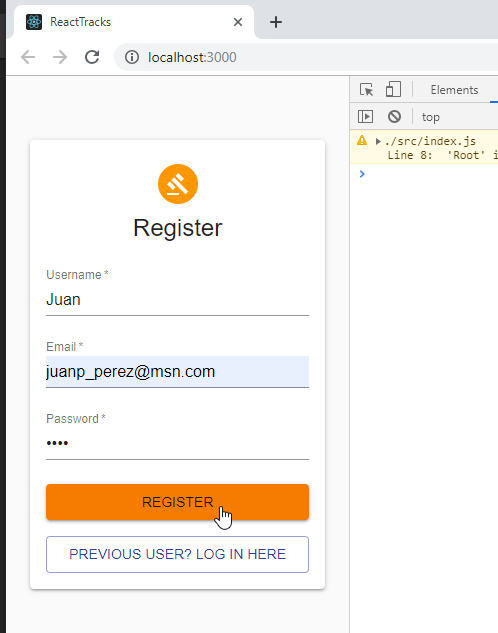 ReactTracks
localhost:3000
Elements
top
./src/index.js
Line 8: 'Root' i
Register
Username *
Juan
Email *
juanp_perez@msn.com
Password *
••••
REGISTER
PREVIOUS USER? LOG IN HERE